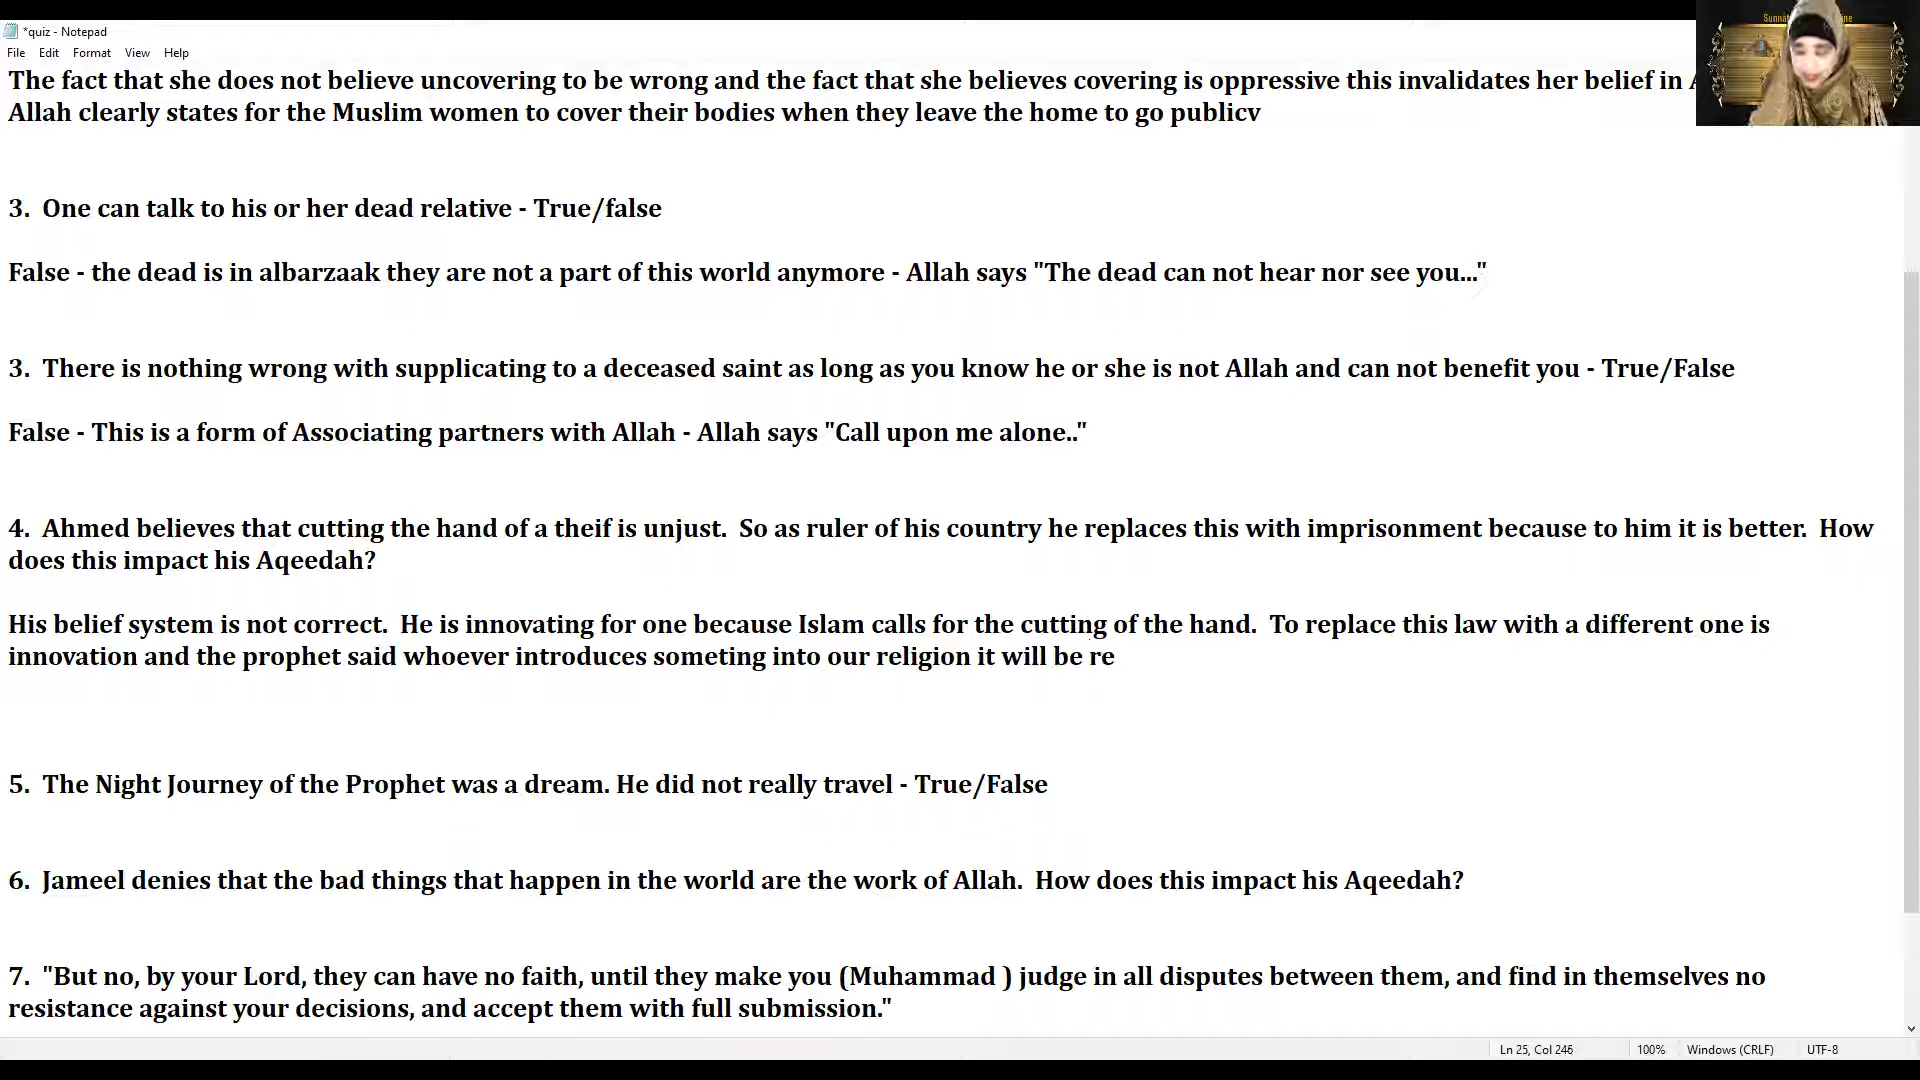 *quiz - Notepad
File Edit Format View Help
The fact that she does not believe uncovering to be wrong and the fact that she believes covering is oppressive this invalidates her belief in
Allah clearly states for the Muslim women to cover their bodies when they leave the home to go publicv
3.  One can talk to his or her dead relative - True/false
False - the dead is in albarzaak they are not a part of this world anymore - Allah says "The dead can not hear nor see you..."
3.  There is nothing wrong with supplicating to a deceased saint as long as you know he or she is not Allah and can not benefit you - True/False
False - This is a form of Associating partners with Allah - Allah says "Call upon me alone.."
4.  Ahmed believes that cutting the hand of a theif is unjust.  So as ruler of his country he replaces this with imprisonment because to him it is better.  How
does this impact his Aqeedah?
His belief system is not correct.  He is innovating for one because Islam calls for the cutting of the hand.  To replace this law with a different one is
innovation and the prophet said whoever introduces someting into our religion it will be re
5.  The Night Journey of the Prophet was a dream. He did not really travel - True/False
6.  Jameel denies that the bad things that happen in the world are the work of Allah.  How does this impact his Aqeedah?
7.  "But no, by your Lord, they can have no faith, until they make you (Muhammad ) judge in all disputes between them, and find in themselves no
resistance against your decisions, and accept them with full submission."
Ln 25, Col 246 100% Windows (CRLF) UTF-8